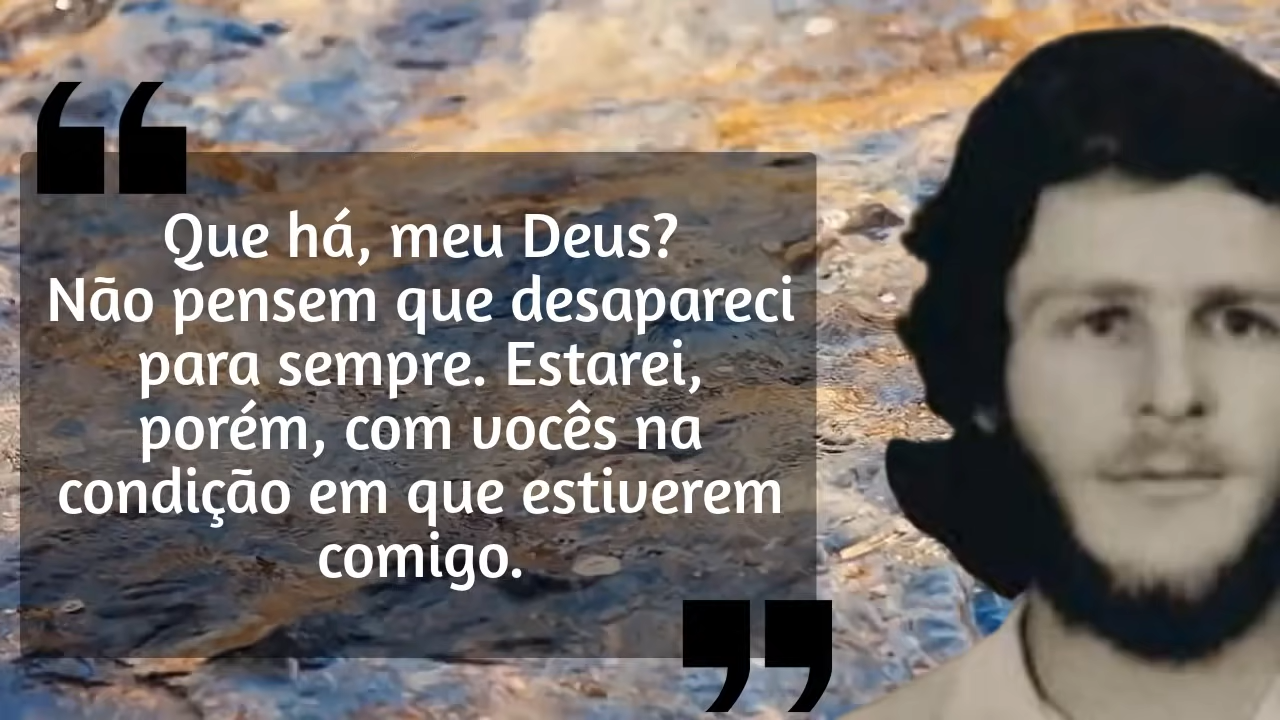 Que há, meu Deus?
Não pensem que desapareci
para sempre. Estarei,
porém, com vocês na
condição em que estiverem
comigo.